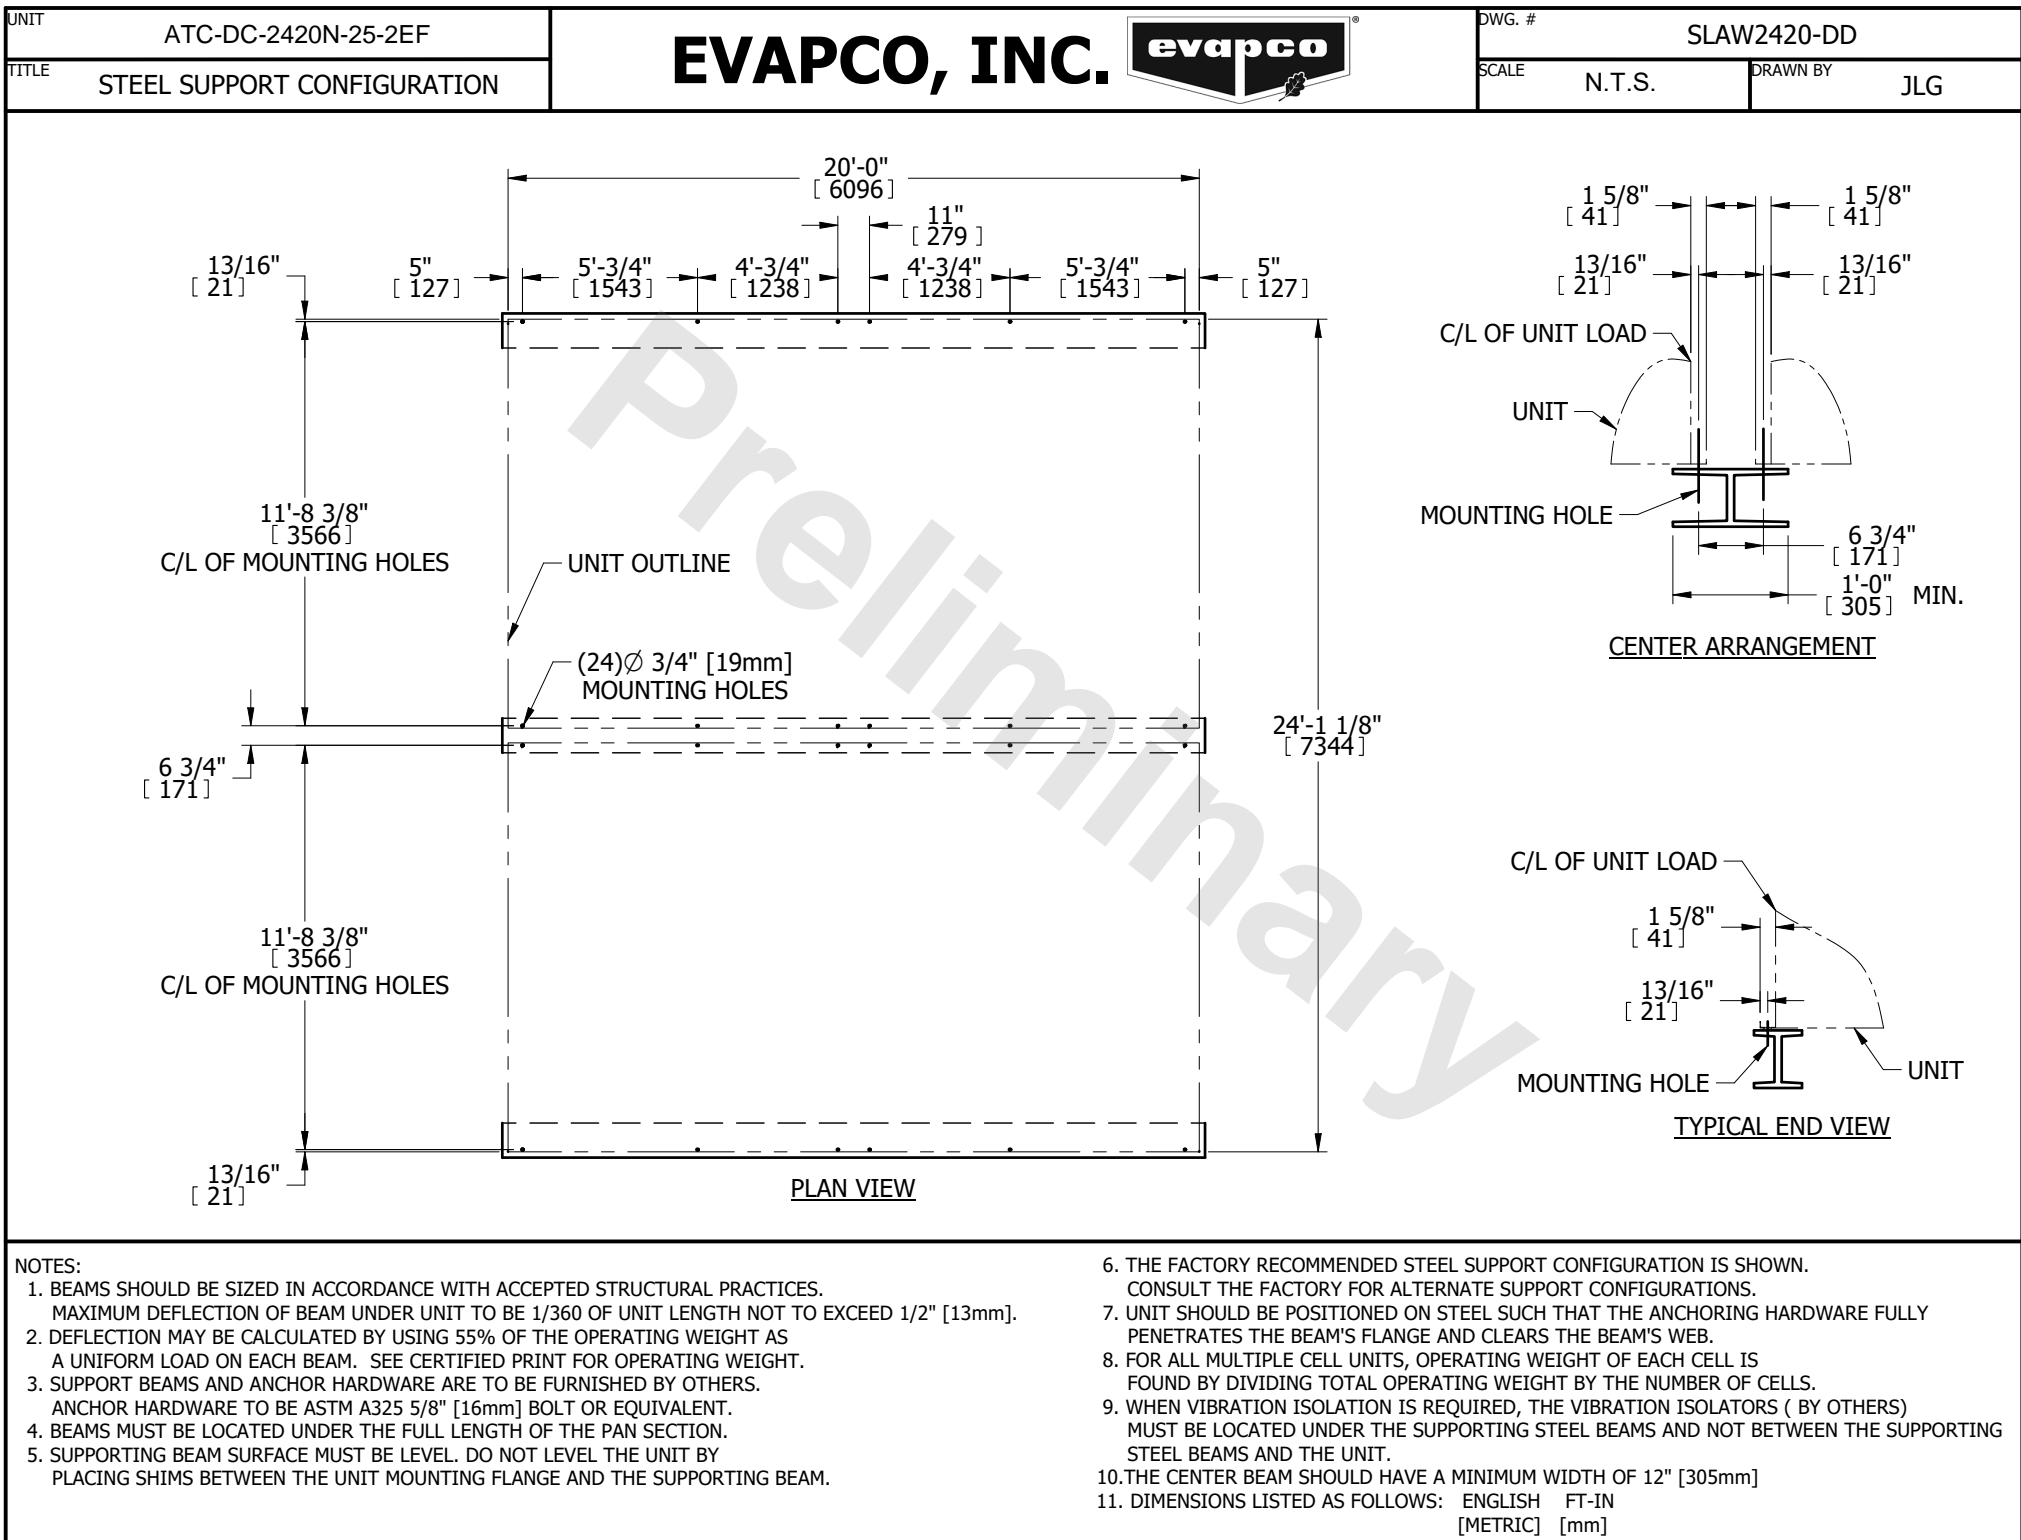 UNIT
ATC-DC-2420N-25-2EF
TITLE
STEEL SUPPORT CONFIGURATION
EVAPCO, INC.
evapco
®
DWG. #
SLAW2420-DD
SCALE
N.T.S.
DRAWN BY
JLG
20'-0"
[ 6096 ]
11"
[ 279 ]
13/16"
[ 21 ]
5"
[ 127 ]
5'-3/4"
[ 1543 ]
4'-3/4"
[ 1238 ]
4'-3/4"
[ 1238 ]
5'-3/4"
[ 1543 ]
5"
[ 127 ]
11'-8 3/8"
[ 3566 ]
C/L OF MOUNTING HOLES
UNIT OUTLINE
(24)Ø 3/4" [19mm]
MOUNTING HOLES
6 3/4"
[ 171 ]
24'-1 1/8"
[ 7344 ]
11'-8 3/8"
[ 3566 ]
C/L OF MOUNTING HOLES
13/16"
[ 21 ]
PLAN VIEW
Preliminary
1 5/8"
[ 41 ]
1 5/8"
[ 41 ]
13/16"
[ 21 ]
13/16"
[ 21 ]
C/L OF UNIT LOAD
UNIT
MOUNTING HOLE
6 3/4"
[ 171 ]
1'-0"
[ 305 ] MIN.
CENTER ARRANGEMENT
C/L OF UNIT LOAD
1 5/8"
[ 41 ]
13/16"
[ 21 ]
MOUNTING HOLE
UNIT
TYPICAL END VIEW
NOTES:
1. BEAMS SHOULD BE SIZED IN ACCORDANCE WITH ACCEPTED STRUCTURAL PRACTICES.
MAXIMUM DEFLECTION OF BEAM UNDER UNIT TO BE 1/360 OF UNIT LENGTH NOT TO EXCEED 1/2" [13mm].
2. DEFLECTION MAY BE CALCULATED BY USING 55% OF THE OPERATING WEIGHT AS
A UNIFORM LOAD ON EACH BEAM. SEE CERTIFIED PRINT FOR OPERATING WEIGHT.
3. SUPPORT BEAMS AND ANCHOR HARDWARE ARE TO BE FURNISHED BY OTHERS.
ANCHOR HARDWARE TO BE ASTM A325 5/8" [16mm] BOLT OR EQUIVALENT.
4. BEAMS MUST BE LOCATED UNDER THE FULL LENGTH OF THE PAN SECTION.
5. SUPPORTING BEAM SURFACE MUST BE LEVEL. DO NOT LEVEL THE UNIT BY
PLACING SHIMS BETWEEN THE UNIT MOUNTING FLANGE AND THE SUPPORTING BEAM.
6. THE FACTORY RECOMMENDED STEEL SUPPORT CONFIGURATION IS SHOWN.
CONSULT THE FACTORY FOR ALTERNATE SUPPORT CONFIGURATIONS.
7. UNIT SHOULD BE POSITIONED ON STEEL SUCH THAT THE ANCHORING HARDWARE FULLY
PENETRATES THE BEAM'S FLANGE AND CLEARS THE BEAM'S WEB.
8. FOR ALL MULTIPLE CELL UNITS, OPERATING WEIGHT OF EACH CELL IS
FOUND BY DIVIDING TOTAL OPERATING WEIGHT BY THE NUMBER OF CELLS.
9. WHEN VIBRATION ISOLATION IS REQUIRED, THE VIBRATION ISOLATORS ( BY OTHERS)
MUST BE LOCATED UNDER THE SUPPORTING STEEL BEAMS AND NOT BETWEEN THE SUPPORTING
STEEL BEAMS AND THE UNIT.
10.THE CENTER BEAM SHOULD HAVE A MINIMUM WIDTH OF 12" [305mm]
11. DIMENSIONS LISTED AS FOLLOWS: ENGLISH FT-IN
[METRIC] [mm]